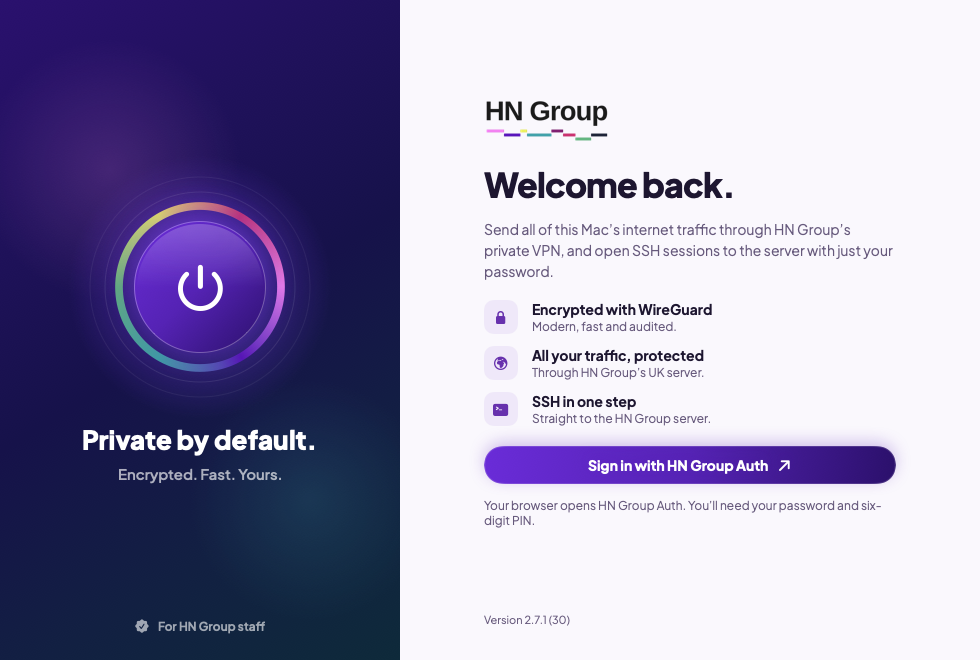 Private by default.
Encrypted. Fast. Yours.
For HN Group staff
HN Group
Welcome back.
Send all of this Mac's internet traffic through HN Group's
private VPN, and open SSH sessions to the server with just your
password.
Encrypted with WireGuard
Modern, fast and audited.
All your traffic, protected
Through HN Group's UK server.
SSH in one step
Straight to the HN Group server.
Sign in with HN Group Auth
Your browser opens HN Group Auth. You'll need your password and six-
digit PIN.
Version 2.7.1 (30)